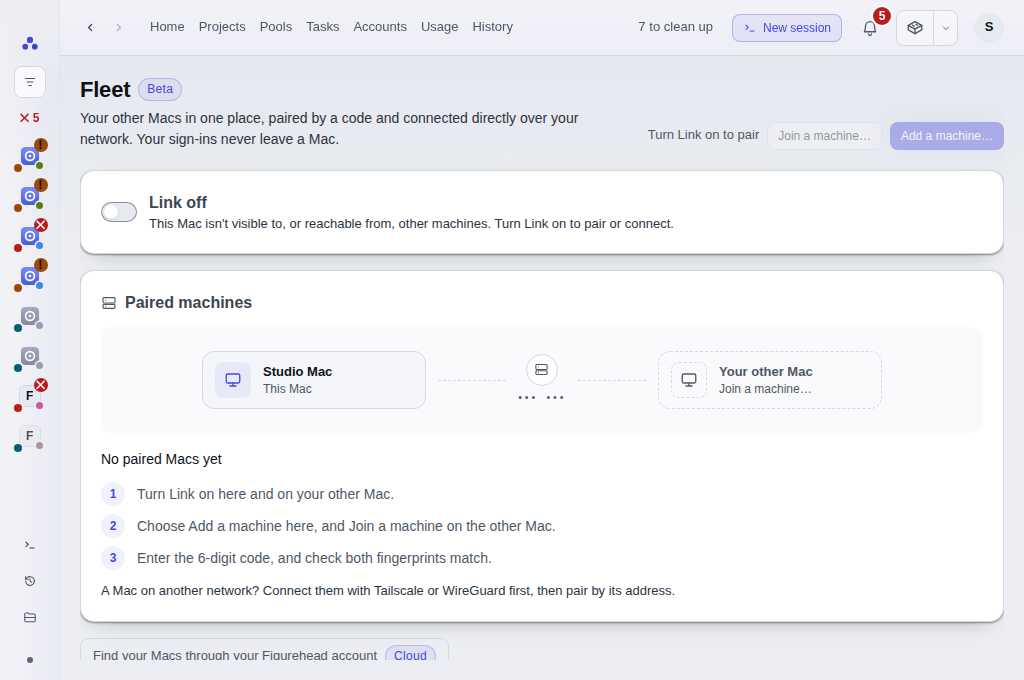 Home Projects Pools Tasks Accounts Usage History 7 to clean up New session 5 S
5
! 
!
!
F
F
Fleet Beta
Your other Macs in one place, paired by a code and connected directly over your
network. Your sign-ins never leave a Mac.
Turn Link on to pair Join a machine… Add a machine…
Link off
This Mac isn't visible to, or reachable from, other machines. Turn Link on to pair or connect.
Paired machines
Studio Mac
This Mac
Your other Mac
Join a machine…
No paired Macs yet
1 Turn Link on here and on your other Mac.
2 Choose Add a machine here, and Join a machine on the other Mac.
3 Enter the 6-digit code, and check both fingerprints match.
A Mac on another network? Connect them with Tailscale or WireGuard first, then pair by its address.
Find your Macs through your Figurehead account Cloud